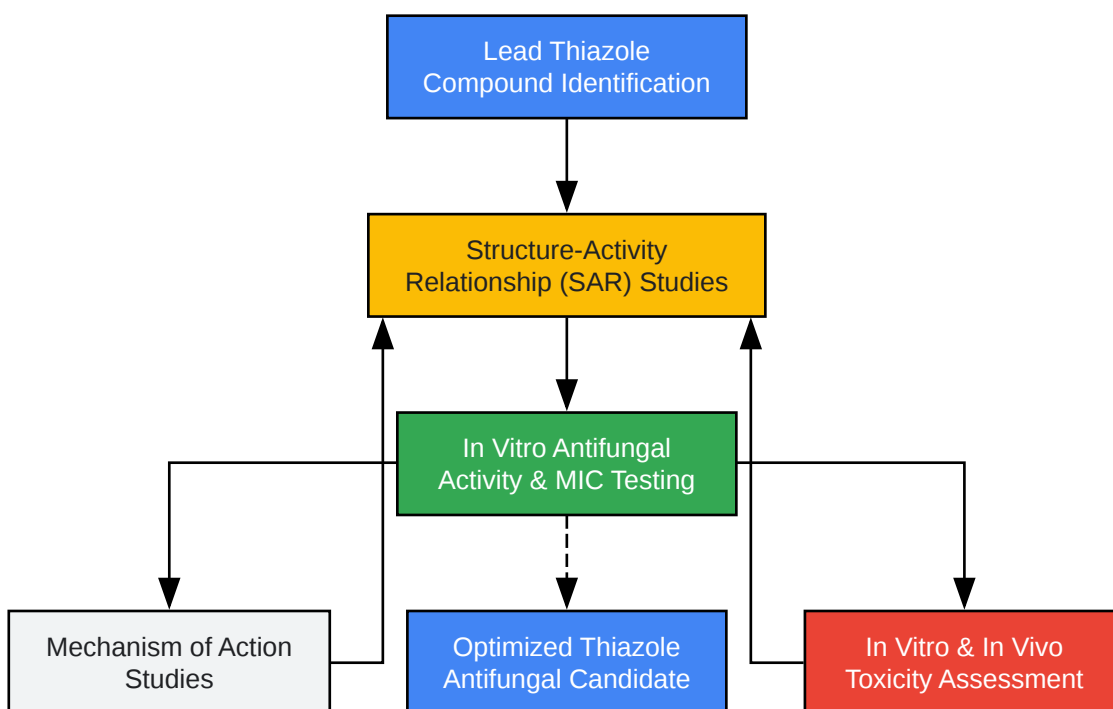 Lead Thiazole
Compound Identification
Structure-Activity
Relationship (SAR) Studies
In Vitro Antifungal
Activity & MIC Testing
Mechanism of Action
Studies
Optimized Thiazole
Antifungal Candidate
In Vitro & In Vivo
Toxicity Assessment